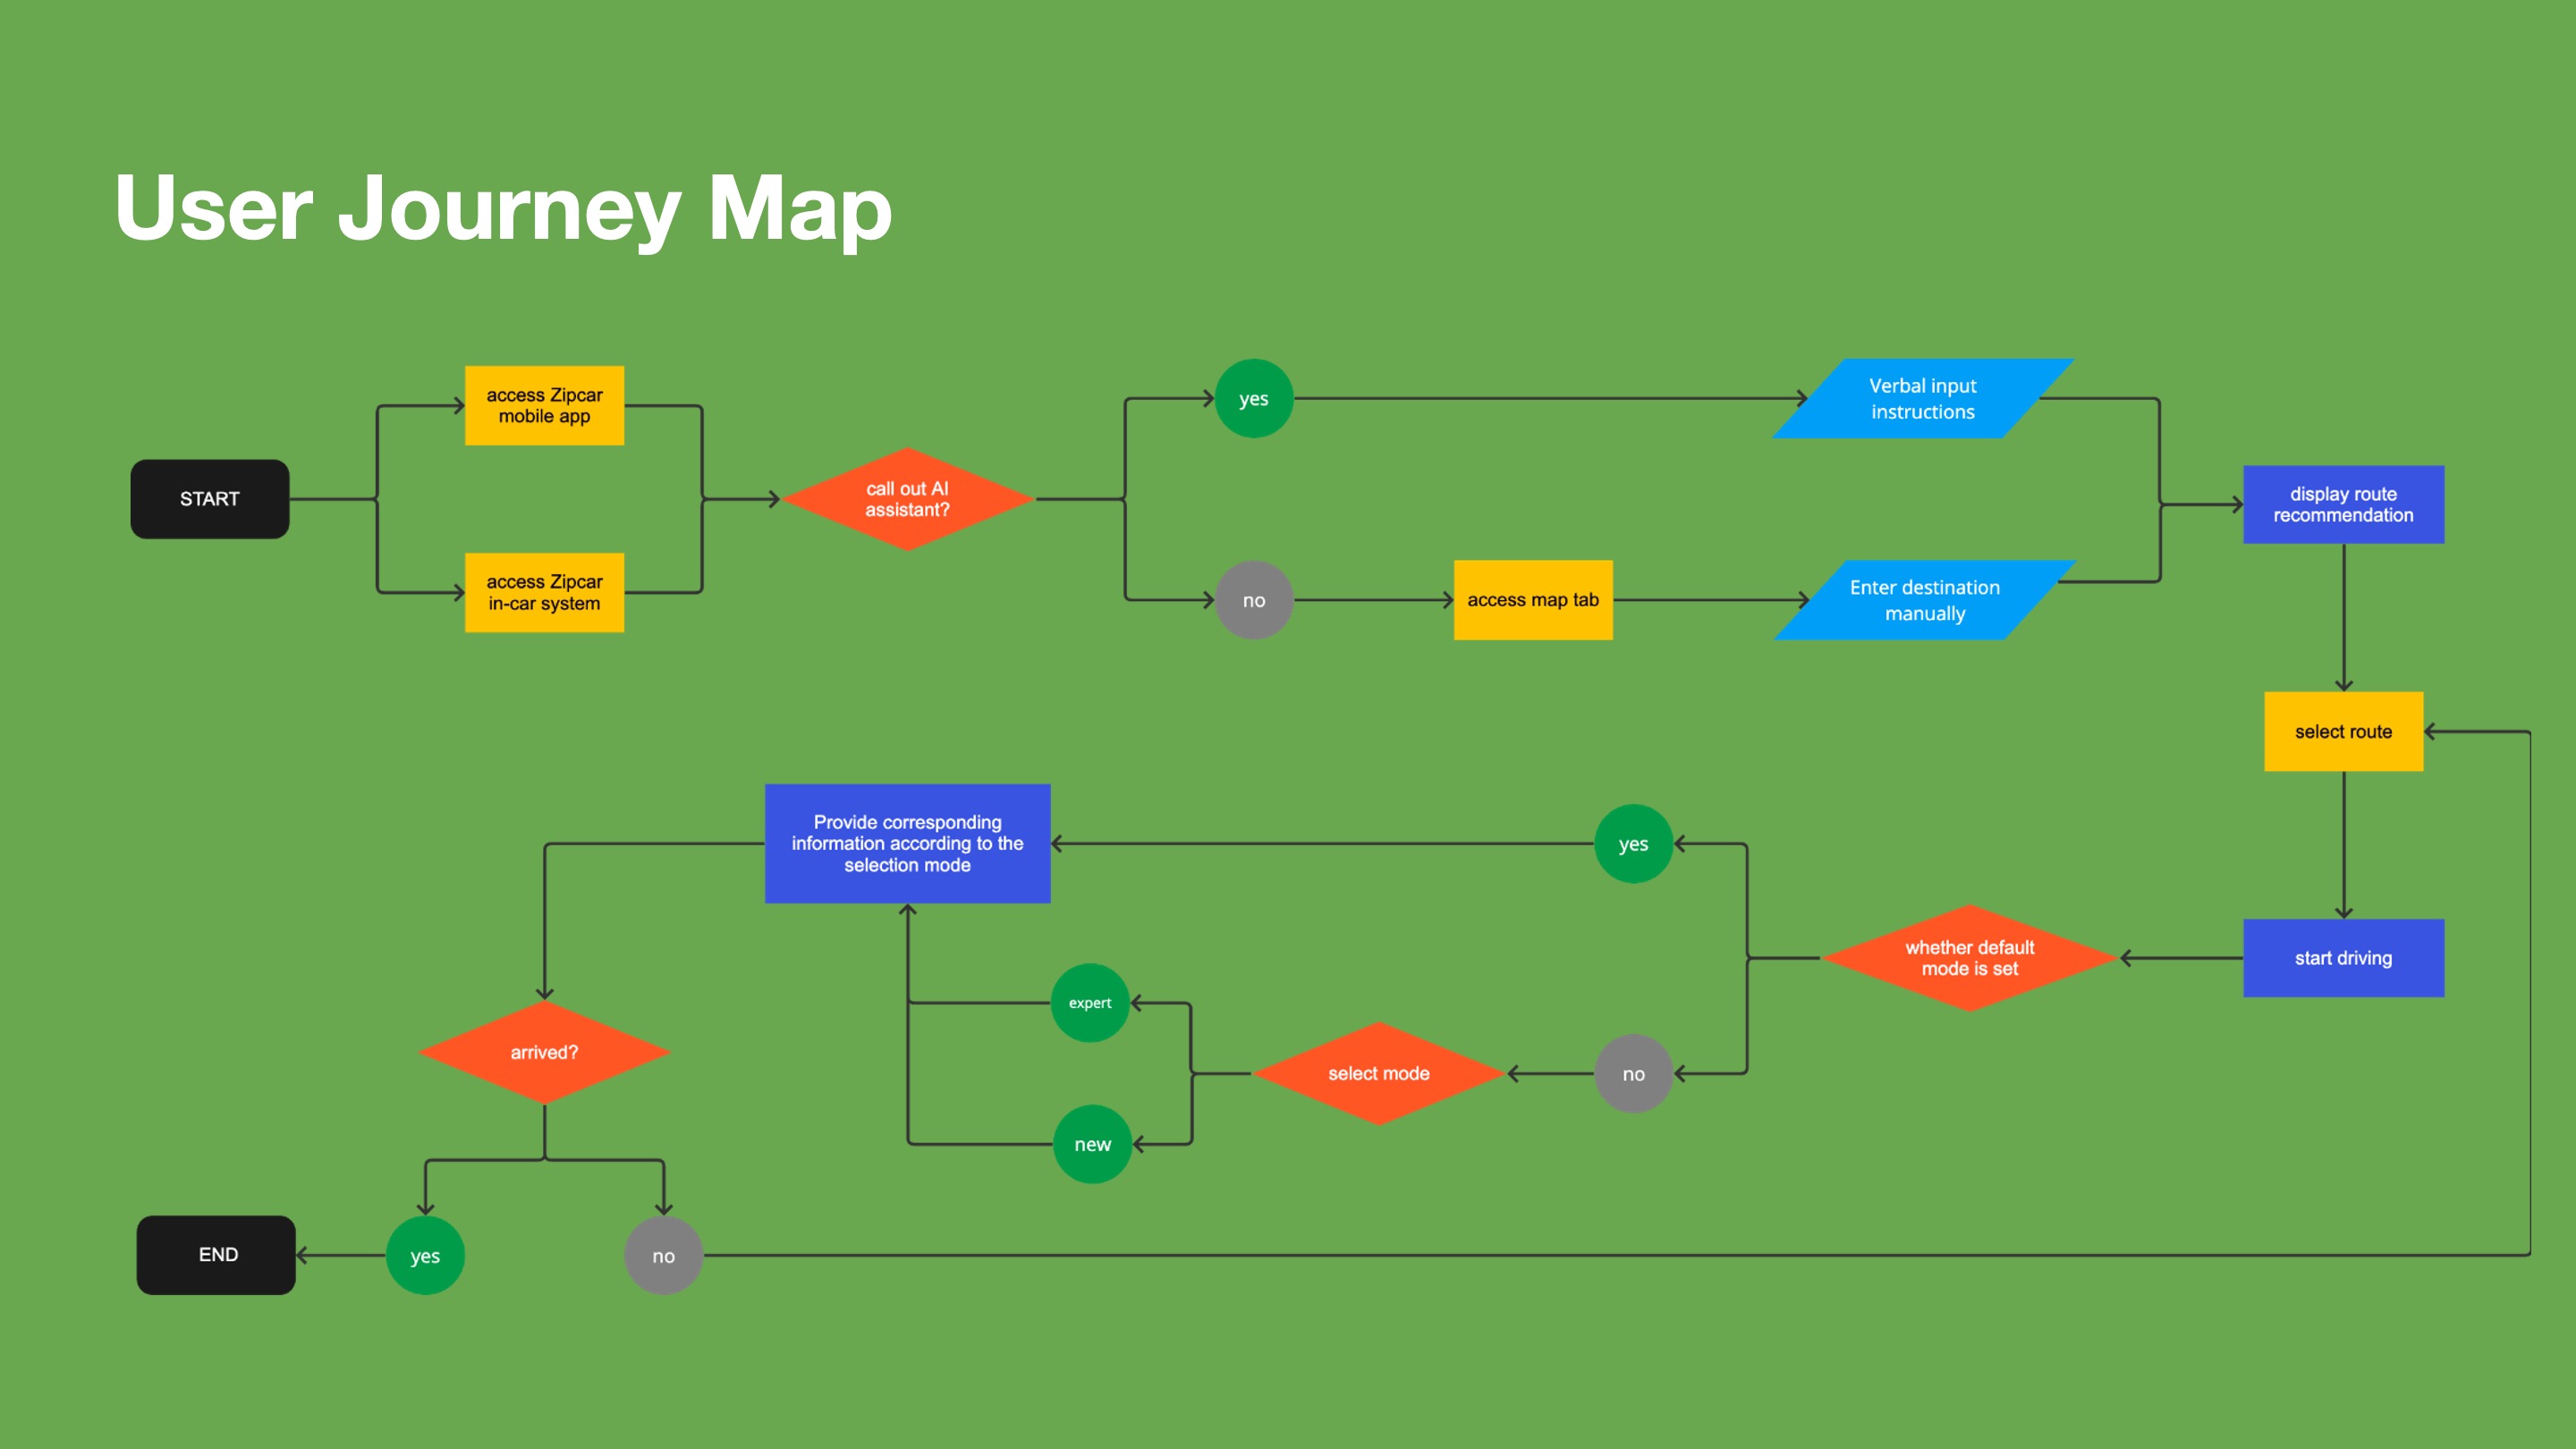 User Journey Map
START
access Zipcar
mobile app
access Zipcar
in-car system
call out AI
assistant?
yes
no
access map tab
Verbal input
instructions
Enter destination
manually
display route
recommendation
select route
start driving
whether default
mode is set
yes
no
select mode
expert
new
Provide corresponding
information according to the
selection mode
arrived?
yes
no
END